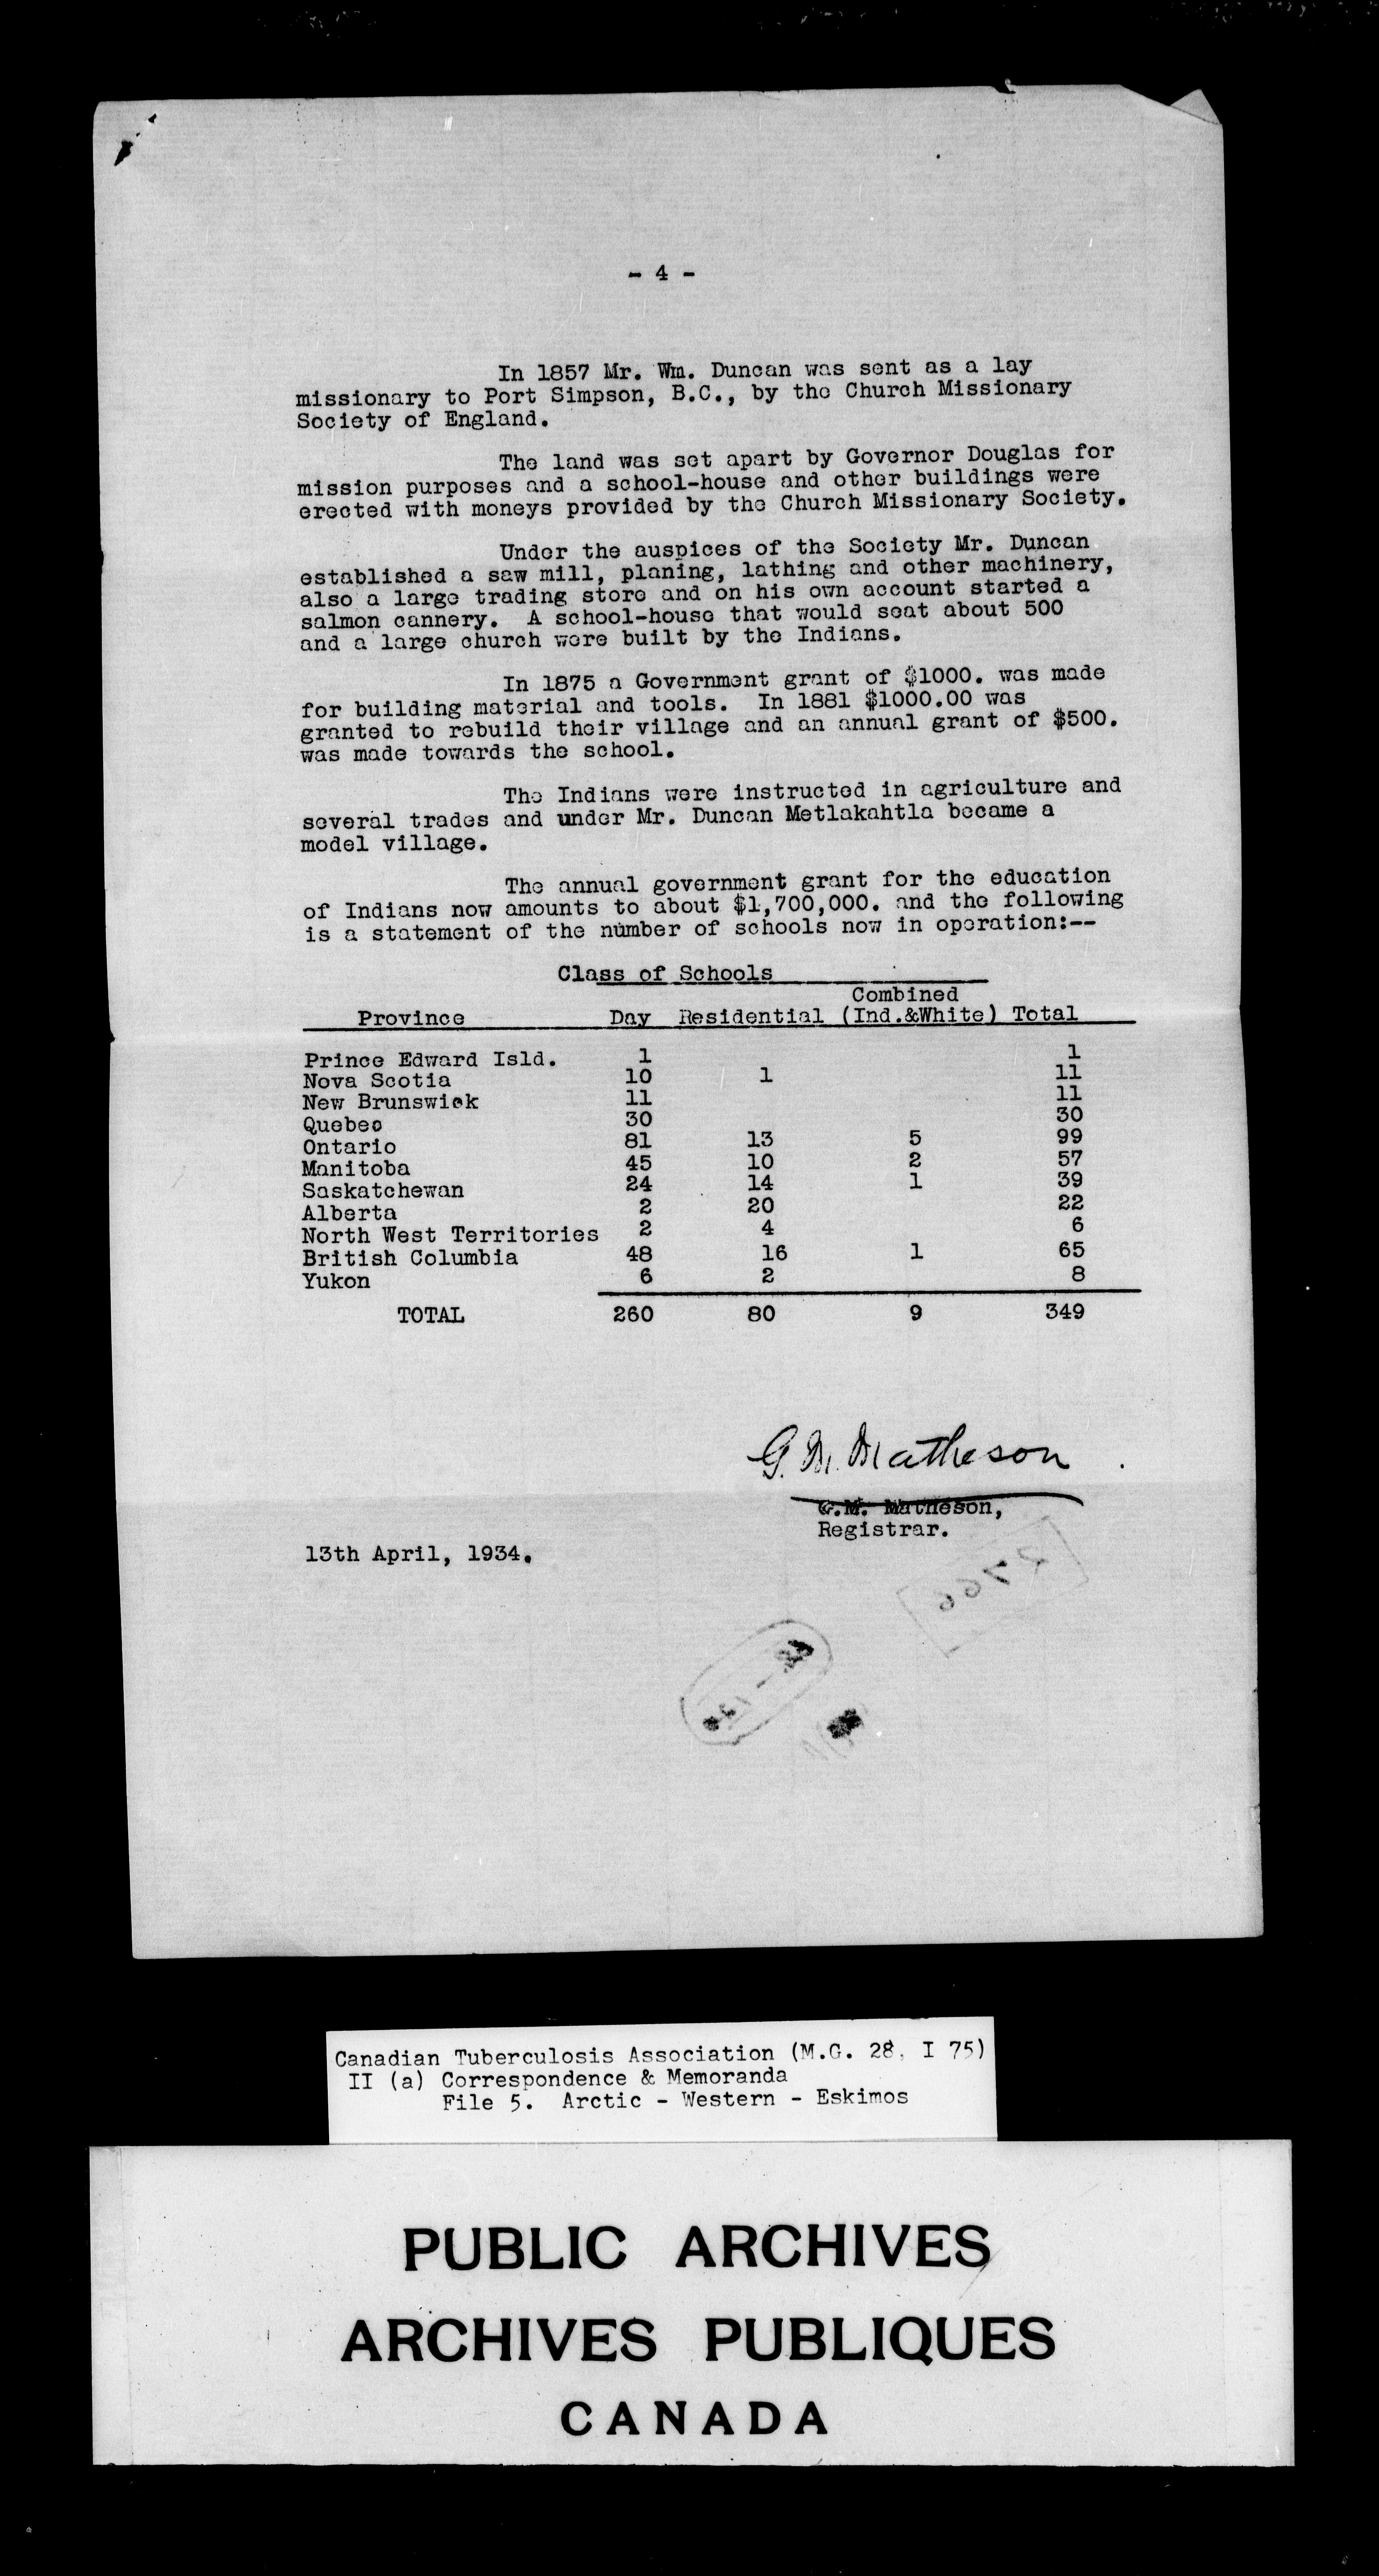 - 4 -
In 1857 Mr. Wm. Duncan was sent as a lay
missionary to Port Simpson, B.C., by the Church Missionary
Society of England.
The land was set apart by Governor Douglas for
mission purposes and a school-house and other buildings were
erected with moneys provided by the Church Missionary Society.
Under the auspices of the Society Mr. Duncan
established a saw mill, planing, lathing and other machinery,
also a large trading store and on his own account started a
salmon cannery. A school-house that would seat about 500
and a large church were built by the Indians.
In 1875 a Government grant of $1000. was made
for building material and tools. In 1881 $1000.00 was
granted to rebuild their village and an annual grant of $500.
was made towards the school.
The Indians were instructed in agriculture and
several trades and under Mr. Duncan Metlakahtla became a
model village.
The annual government grant for the education
of Indians now amounts to about $1,700,000. and the following
is a statement of the number of schools now in operation:--
Class of Schools
Combined
Province Day Residential (Ind.&White) Total
Prince Edward Isld. 1 1
Nova Scotia 10 1 11
New Brunswick 11 11
Quebec 30 30
Ontario 81 13 5 99
Manitoba 45 10 2 57
Saskatchewan 24 14 1 39
Alberta 2 20 22
North West Territories 2 4 6
British Columbia 48 16 1 65
Yukon 6 2 8
TOTAL 260 80 9 349
G. M. Matheson
G.M. Matheson,
Registrar.
13th April, 1934.
Canadian Tuberculosis Association (M.G. 28, I 75)
II (a) Correspondence & Memoranda
File 5. Arctic - Western - Eskimos
PUBLIC ARCHIVES
ARCHIVES PUBLIQUES
CANADA